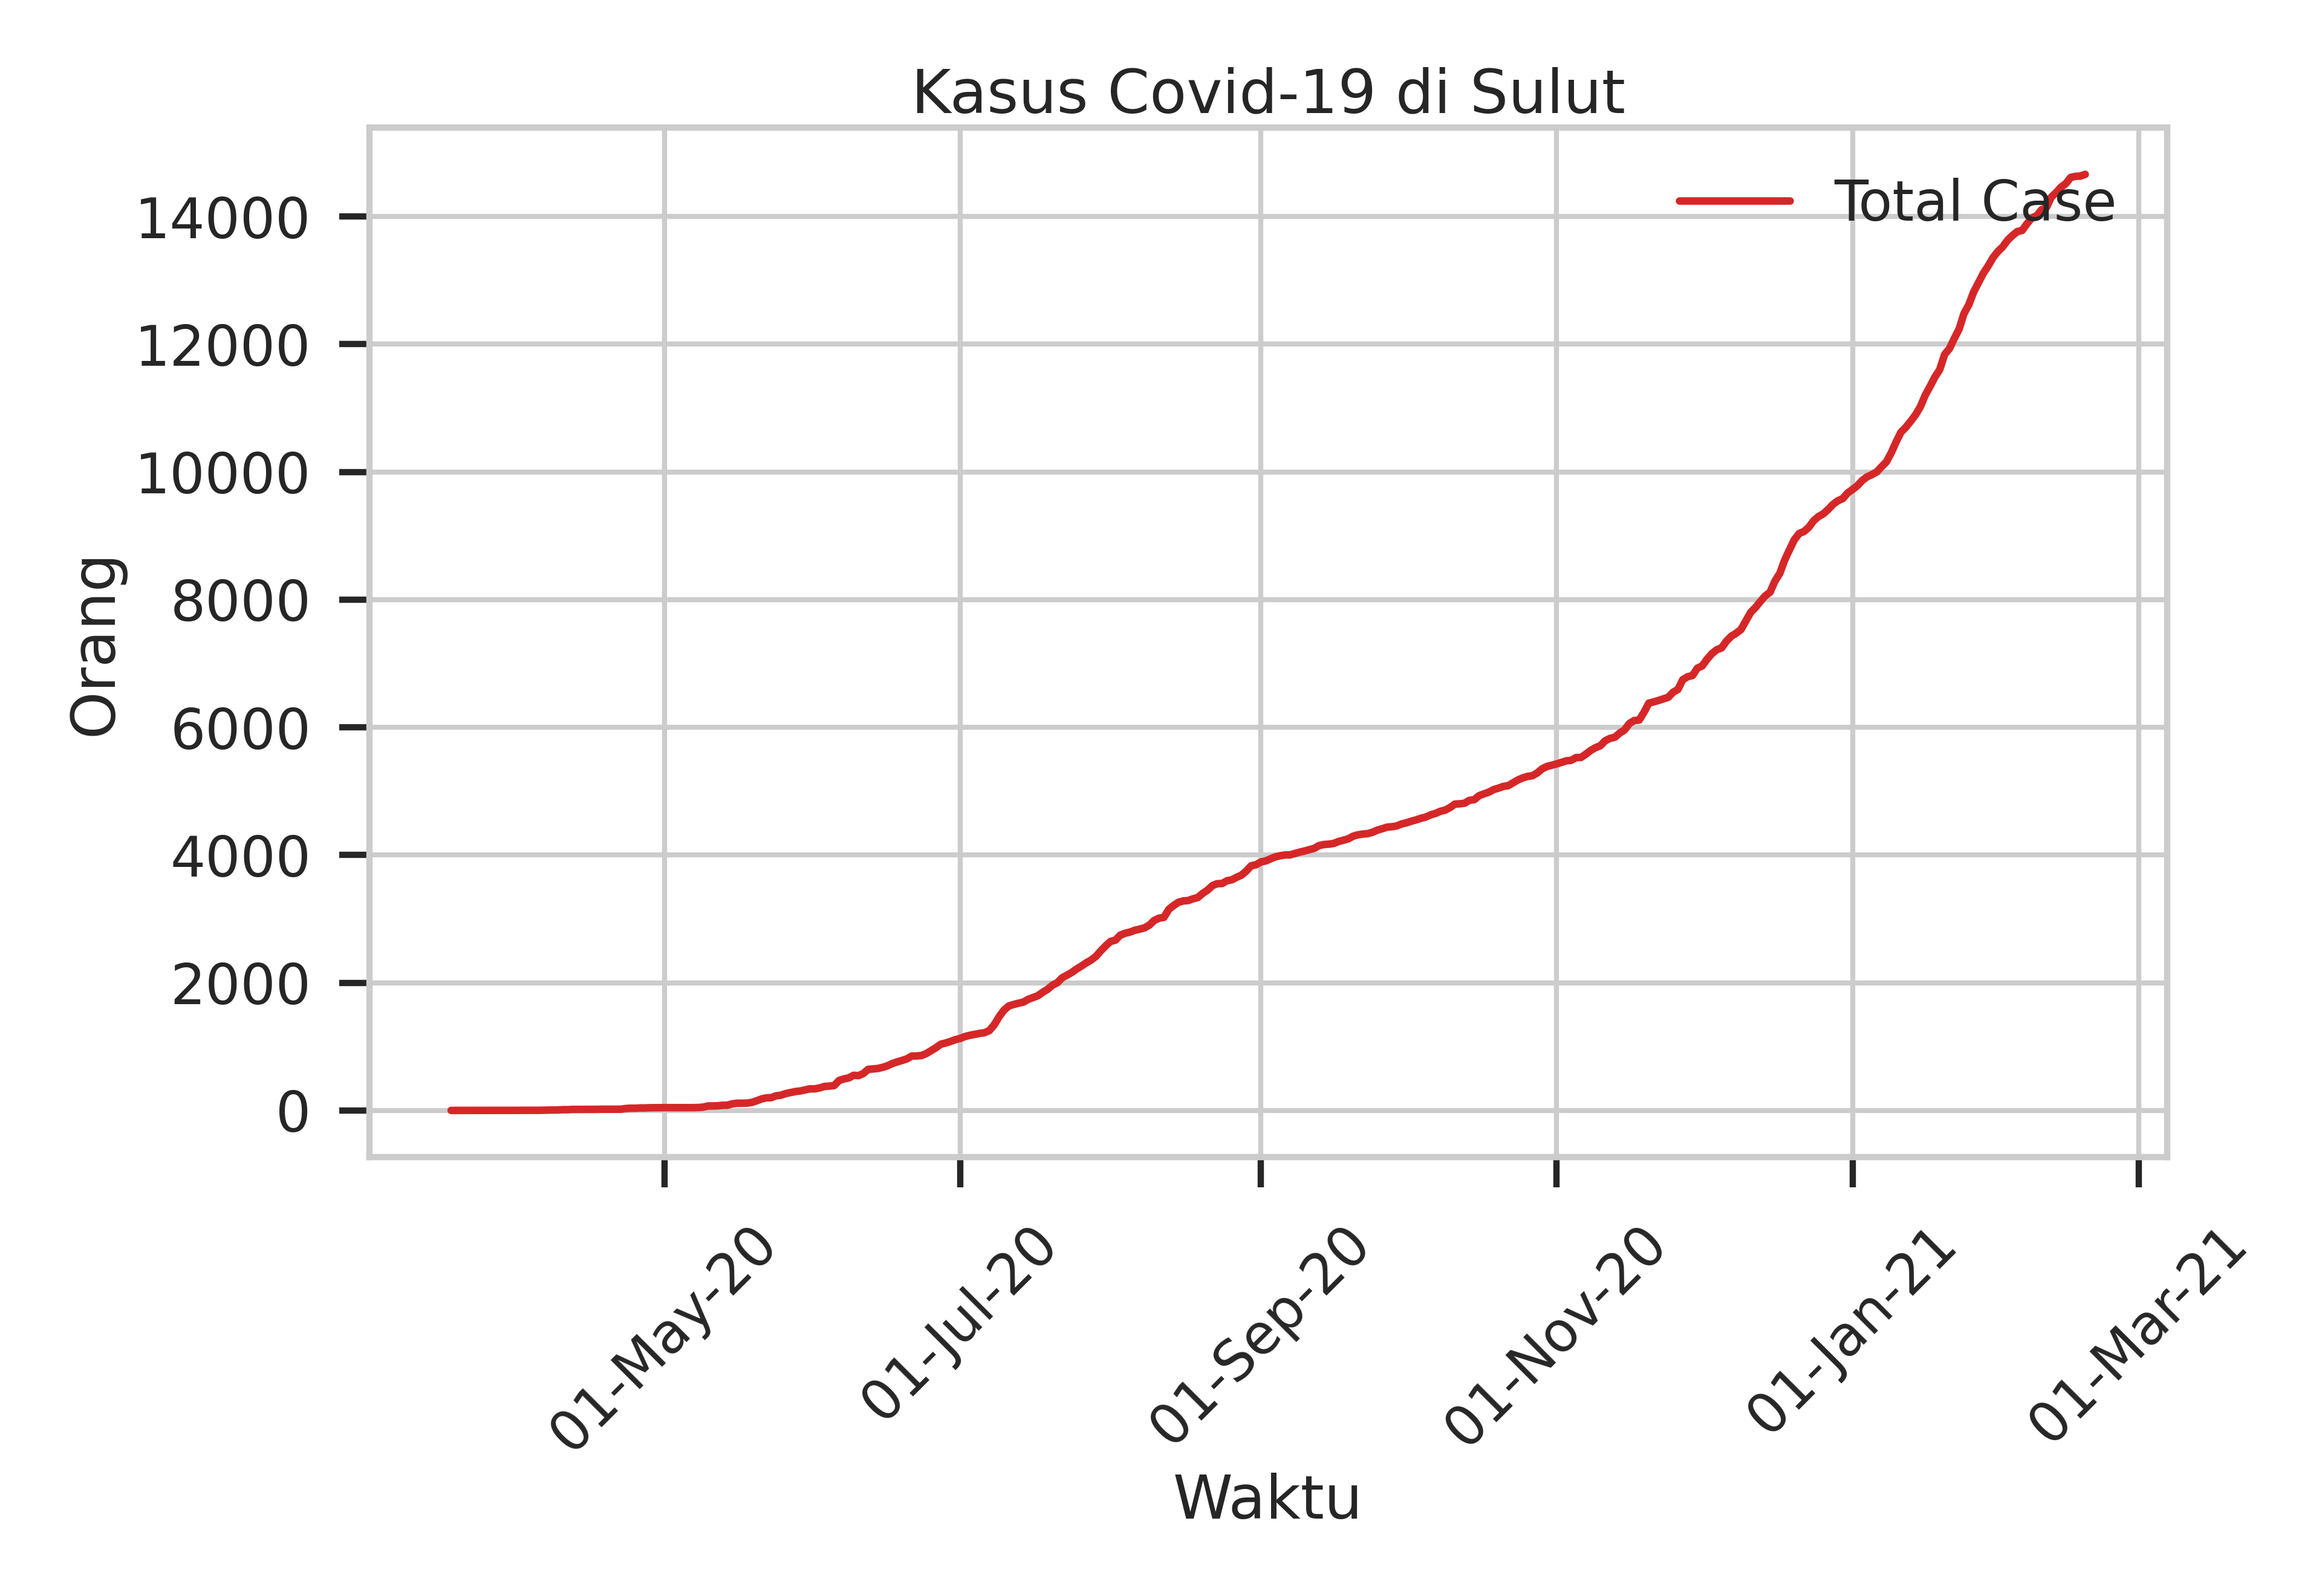 Kasus Covid-19 di Sulut
Total Case
14000
12000
10000
8000
6000
4000
2000
0
Orang
01-May-20
01-Jul-20
01-Sep-20
01-Nov-20
01-Jan-21
01-Mar-21
Waktu